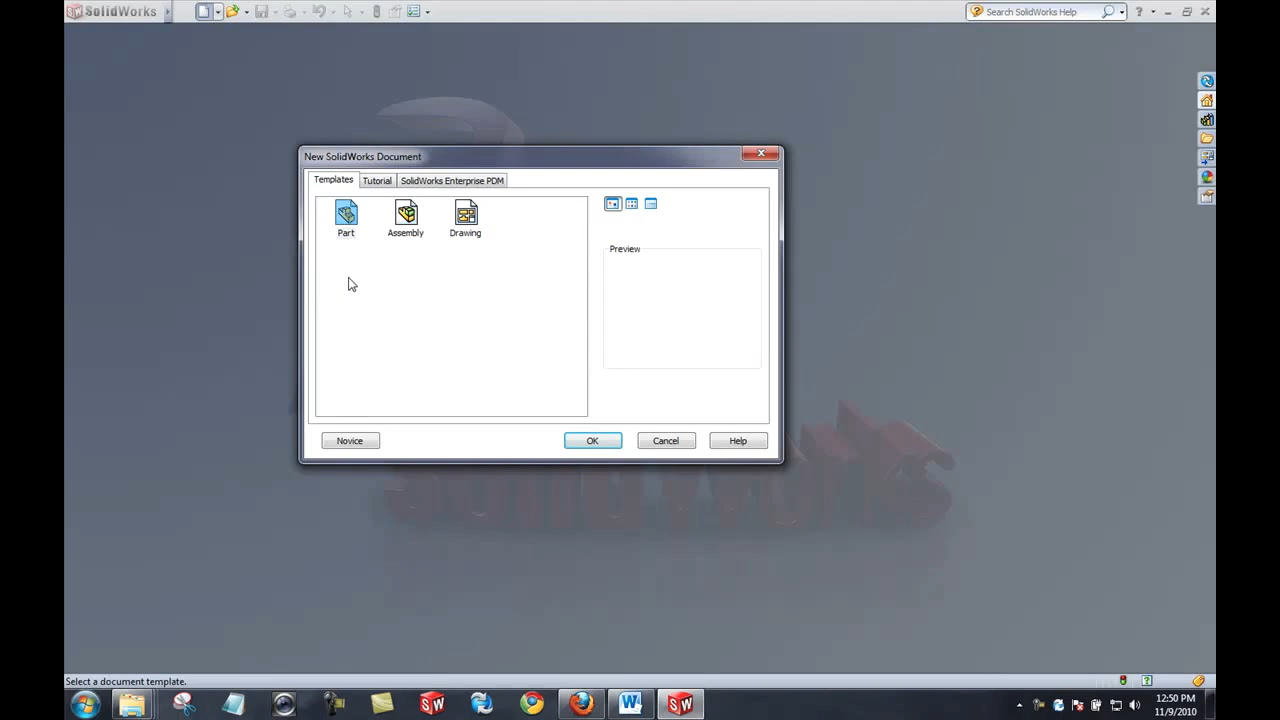 SolidWorks
Search SolidWorks Help
New SolidWorks Document
Templates
Tutorial
SolidWorks Enterprise PDM
Part
Assembly
Drawing
Preview
Novice
OK
Cancel
Help
SolidWorks
Select a document template.
12:50 PM
11/9/2010